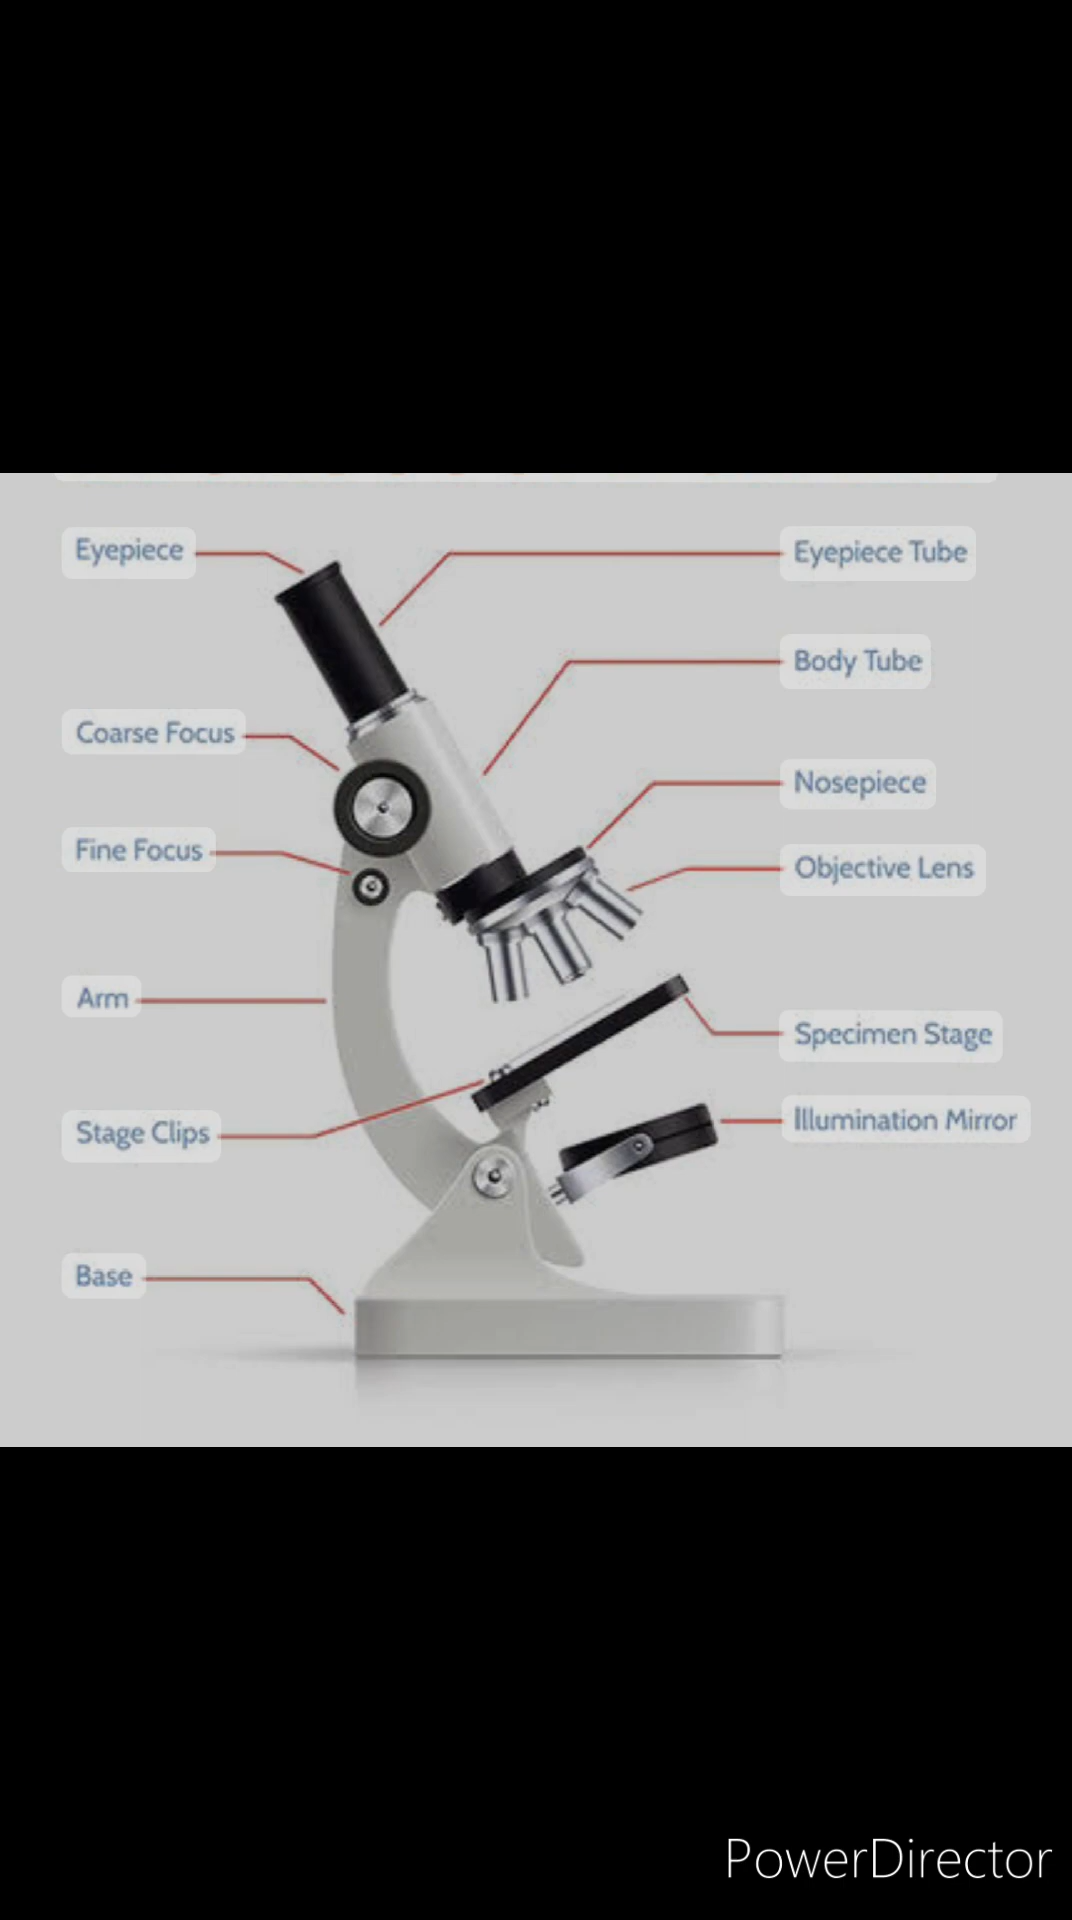 Eyepiece
Eyepiece Tube
Body Tube
Coarse Focus
Nosepiece
Fine Focus
Objective Lens
Arm
Specimen Stage
Stage Clips
Illumination Mirror
Base
PowerDirector